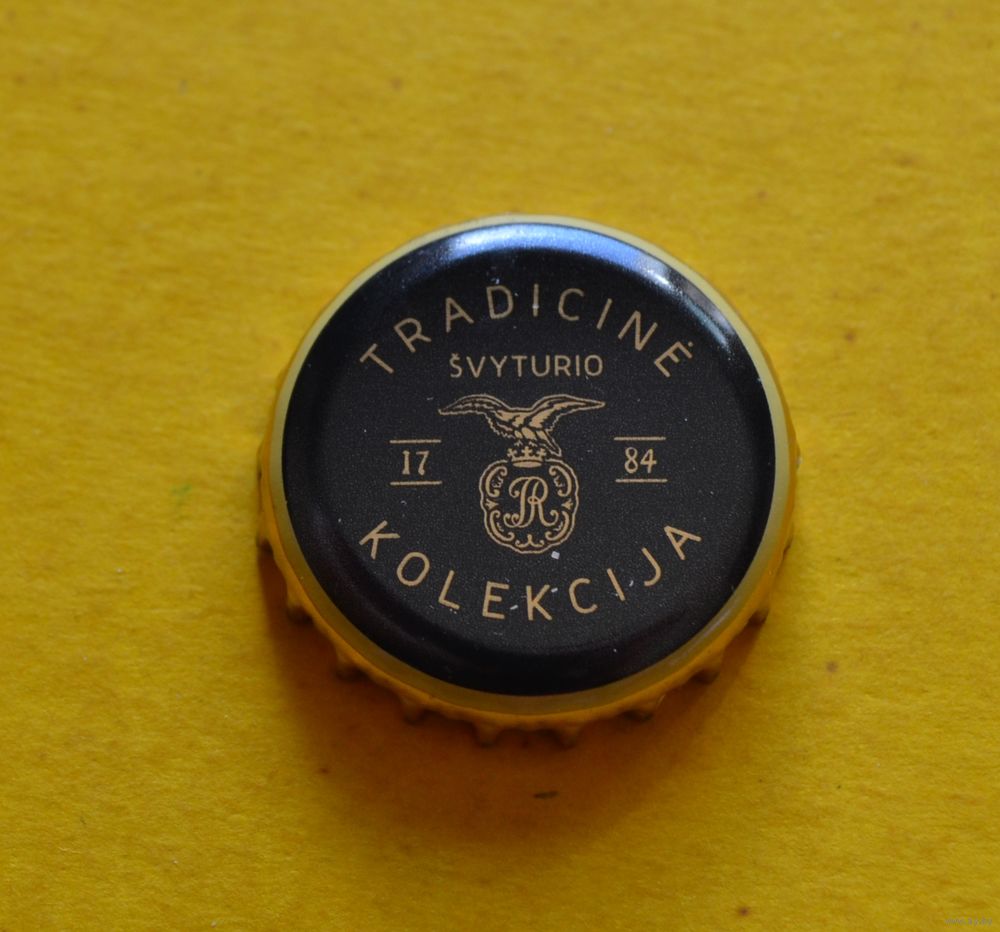 TRADICINĖ
ŠVYTURIO
17 84
R
KOLEKCIJA